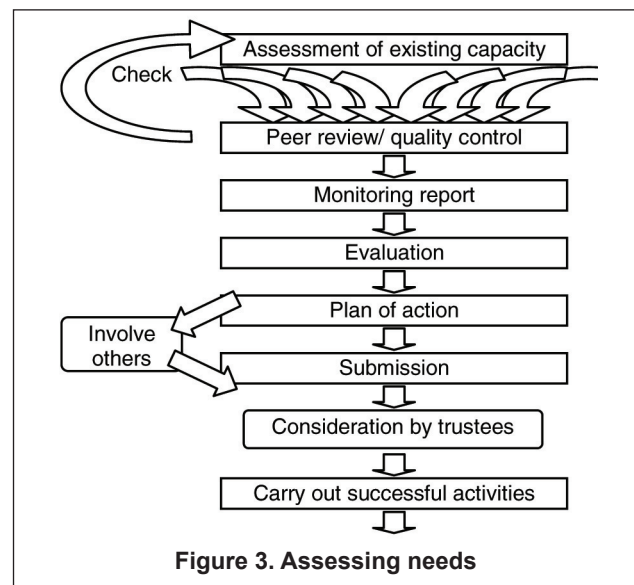 Assessment of existing capacity
Check
Peer review/ quality control
Monitoring report
Evaluation
Plan of action
Involve
others
Submission
Consideration by trustees
Carry out successful activities
Figure 3. Assessing needs